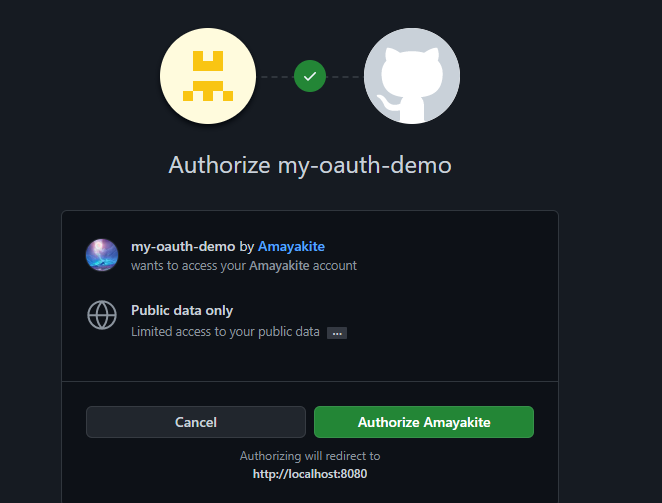 Authorize my-oauth-demo
my-oauth-demo by Amayakite
wants to access your Amayakite account
Public data only
Limited access to your public data ...
Cancel
Authorize Amayakite
Authorizing will redirect to
http://localhost:8080